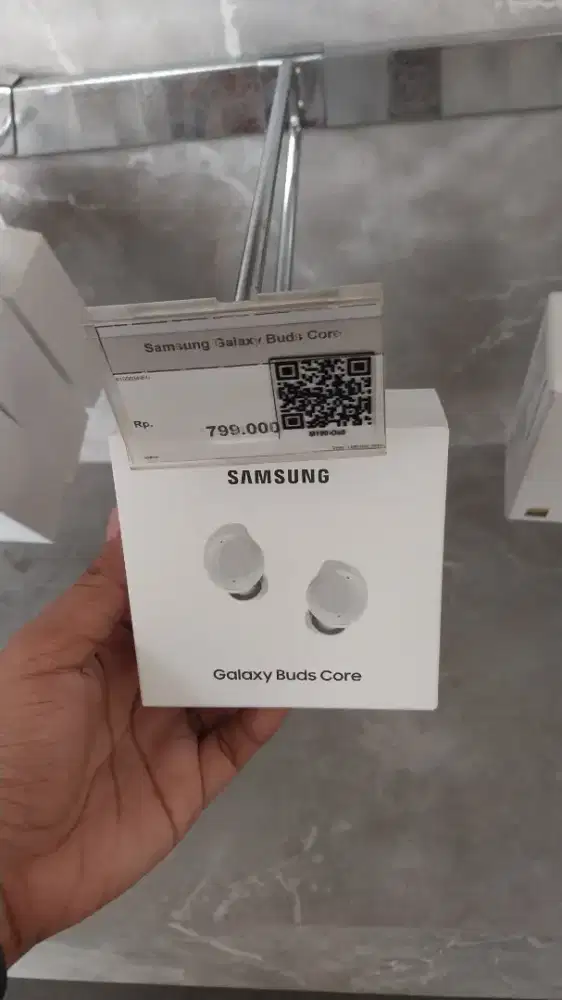 Samsung Galaxy Buds Core
Rp. 799.000
SAMSUNG
Galaxy Buds Core